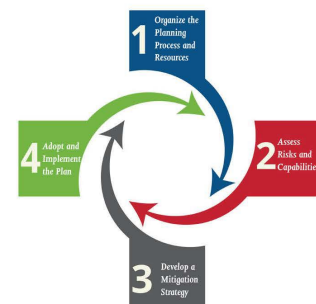 1
Organize the
Planning
Process and
Resources
2
Assess
Risks and
Capabilitie
3
Develop a
Mitigation
Strategy
4
Adopt and
Implement
the Plan